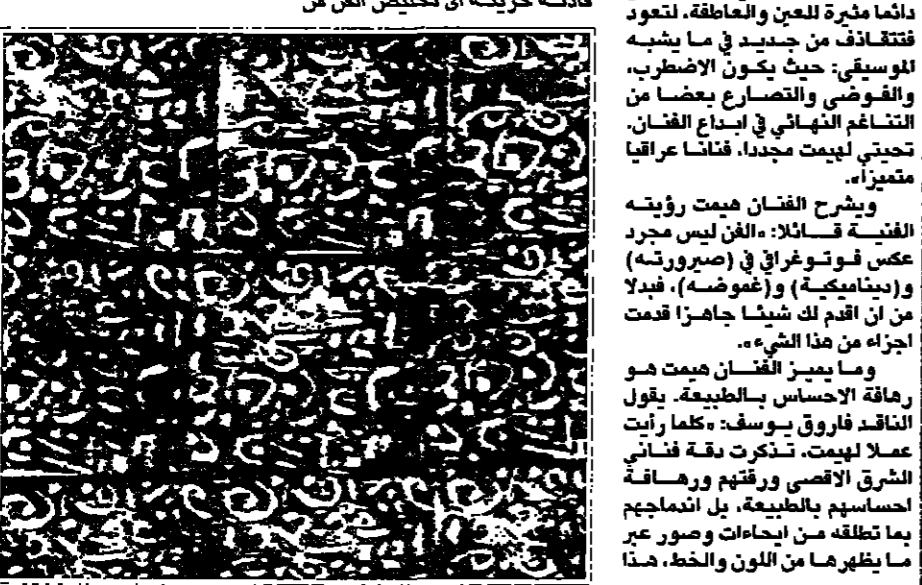 دائما مثيرة للعين والعاطفة، لتعود
فتتقاذف من جديد في ما يشبه
الموسيقى: حيث يكون الاضطرب،
والفوضى والتصارع بعضا من
التناغم النهائي في ابداع الفنان.
تحيتي لهيمت مجددا، فنانا عراقيا
متميزا».
ويشرح الفنان هيمت رؤيته
الفنية قائلا: «الفن ليس مجرد
عكس فوتوغرافي في (صيرورته)
و(ديناميكية) و(غموضه)، فبدلا
من ان اقدم لك شيئا جاهزا قدمت
اجزاء من هذا الشيء».
وما يميز الفنان هيمت هو
رهافة الاحساس بالطبيعة. يقول
الناقد فاروق يوسف: «كلما رأيت
عملا لهيمت، تذكرت دقة فناني
الشرق الاقصى ورقتهم ورهافة
احساسهم بالطبيعة، بل اندماجهم
بما تطلقه من ايحاءات وصور عبر
ما يظهرها من اللون والخط، هذا